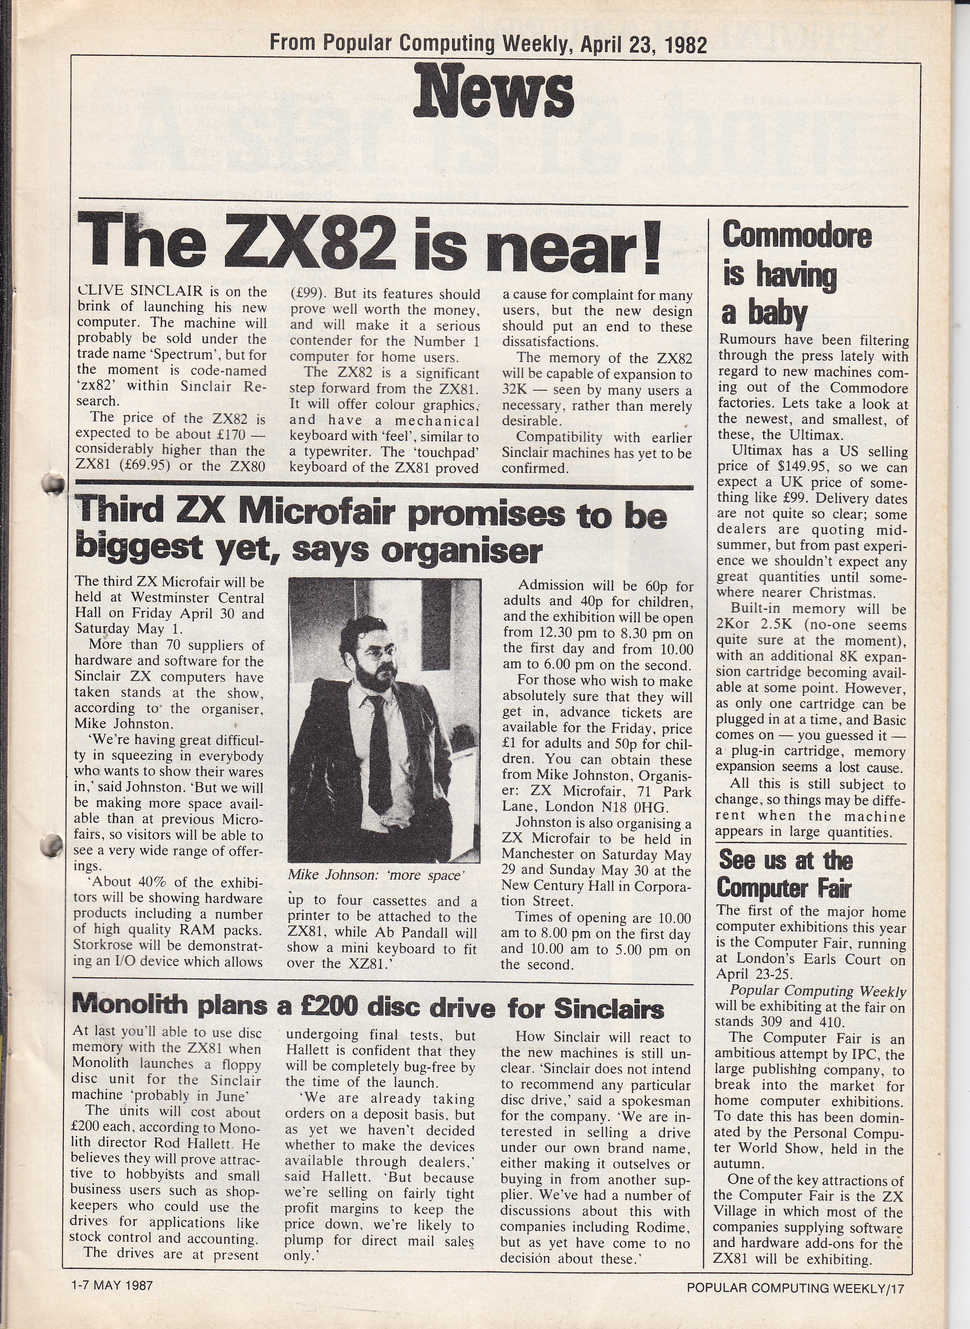 From Popular Computing Weekly, April 23, 1982
News
The ZX82 is near!
CLIVE SINCLAIR is on the
brink of launching his new
computer. The machine will
probably be sold under the
trade name ‘Spectrum’, but for
the moment is code-named
‘zx82’ within Sinclair Re-
search.
The price of the ZX82 is
expected to be about £170 —
considerably higher than the
ZX81 (£69.95) or the ZX80
(£99). But its features should
prove well worth the money,
and will make it a serious
contender for the Number 1
computer for home users.
The ZX82 is a significant
step forward from the ZX81.
It will offer colour graphics,
and have a mechanical
keyboard with ‘feel’, similar to
a typewriter. The ‘touchpad’
keyboard of the ZX81 proved
a cause for complaint for many
users, but the new design
should put an end to these
dissatisfactions.
The memory of the ZX82
will be capable of expansion to
32K — seen by many users a
necessary, rather than merely
desirable.
Compatibility with earlier
Sinclair machines has yet to be
confirmed.
Third ZX Microfair promises to be
biggest yet, says organiser
The third ZX Microfair will be
held at Westminster Central
Hall on Friday April 30 and
Saturday May 1.
More than 70 suppliers of
hardware and software for the
Sinclair ZX computers have
taken stands at the show,
according to the organiser,
Mike Johnston.
‘We’re having great difficul-
ty in squeezing in everybody
who wants to show their wares
in,’ said Johnston. ‘But we will
be making more space avail-
able than at previous Micro-
fairs, so visitors will be able to
see a very wide range of offer-
ings.
‘About 40% of the exhibi-
tors will be showing hardware
products including a number
of high quality RAM packs.
Storkrose will be demonstrat-
ing an I/O device which allows
Mike Johnson: ‘more space’
up to four cassettes and a
printer to be attached to the
ZX81, while Ab Pandall will
show a mini keyboard to fit
over the XZ81.’
Admission will be 60p for
adults and 40p for children,
and the exhibition will be open
from 12.30 pm to 8.30 pm on
the first day and from 10.00
am to 6.00 pm on the second.
For those who wish to make
absolutely sure that they will
get in, advance tickets are
available for the Friday, price
£1 for adults and 50p for chil-
dren. You can obtain these
from Mike Johnston, Organis-
er: ZX Microfair, 71 Park
Lane, London N18 0HG.
Johnston is also organising a
ZX Microfair to be held in
Manchester on Saturday May
29 and Sunday May 30 at the
New Century Hall in Corpora-
tion Street.
Times of opening are 10.00
am to 8.00 pm on the first day
and 10.00 am to 5.00 pm on
the second.
Monolith plans a £200 disc drive for Sinclairs
At last you’ll able to use disc
memory with the ZX81 when
Monolith launches a floppy
disc unit for the Sinclair
machine ‘probably in June’
The units will cost about
£200 each, according to Mono-
lith director Rod Hallett. He
believes they will prove attrac-
tive to hobbyists and small
business users such as shop-
keepers who could use the
drives for applications like
stock control and accounting.
The drives are at present
undergoing final tests, but
Hallett is confident that they
will be completely bug-free by
the time of the launch.
‘We are already taking
orders on a deposit basis, but
as yet we haven’t decided
whether to make the devices
available through dealers,’
said Hallett. ‘But because
we’re selling on fairly tight
profit margins to keep the
price down, we’re likely to
plump for direct mail sales
only.’
How Sinclair will react to
the new machines is still un-
clear. ‘Sinclair does not intend
to recommend any particular
disc drive,’ said a spokesman
for the company. ‘We are in-
terested in selling a drive
under our own brand name,
either making it outselves or
buying in from another sup-
plier. We’ve had a number of
discussions about this with
companies including Rodime,
but as yet have come to no
decision about these.’
Commodore
is having
a baby
Rumours have been filtering
through the press lately with
regard to new machines com-
ing out of the Commodore
factories. Lets take a look at
the newest, and smallest, of
these, the Ultimax.
Ultimax has a US selling
price of $149.95, so we can
expect a UK price of some-
thing like £99. Delivery dates
are not quite so clear; some
dealers are quoting mid-
summer, but from past experi-
ence we shouldn’t expect any
great quantities until some-
where nearer Christmas.
Built-in memory will be
2Kor 2.5K (no-one seems
quite sure at the moment),
with an additional 8K expan-
sion cartridge becoming avail-
able at some point. However,
as only one cartridge can be
plugged in at a time, and Basic
comes on — you guessed it —
a plug-in cartridge, memory
expansion seems a lost cause.
All this is still subject to
change, so things may be diffe-
rent when the machine
appears in large quantities.
See us at the
Computer Fair
The first of the major home
computer exhibitions this year
is the Computer Fair, running
at London’s Earls Court on
April 23-25.
Popular Computing Weekly
will be exhibiting at the fair on
stands 309 and 410.
The Computer Fair is an
ambitious attempt by IPC, the
large publishing company, to
break into the market for
home computer exhibitions.
To date this has been domin-
ated by the Personal Compu-
ter World Show, held in the
autumn.
One of the key attractions of
the Computer Fair is the ZX
Village in which most of the
companies supplying software
and hardware add-ons for the
ZX81 will be exhibiting.
1-7 MAY 1987
POPULAR COMPUTING WEEKLY/17